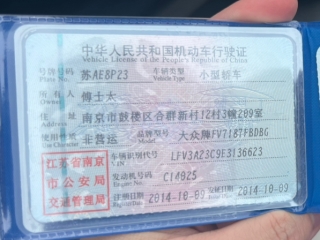 中华人民共和国机动车行驶证
Vehicle License of the People's Republic of China
号牌号码 苏AE8P23 车辆类型 小型轿车
Plate No. Vehicle Type
所有人 傅士太
Owner
住址 南京市鼓楼区合群新村12村3幢209室
Address
使用性质 非营运 品牌型号 大众牌FV7187FBDBG
Use Character Model
江苏省南京市公安局交通管理局
车辆识别代号 LFV3A23C9E3136623
VIN
发动机号码 C14825
Engine No.
注册日期 2014-10-09 发证日期 2014-10-09
Register Date Issue Date